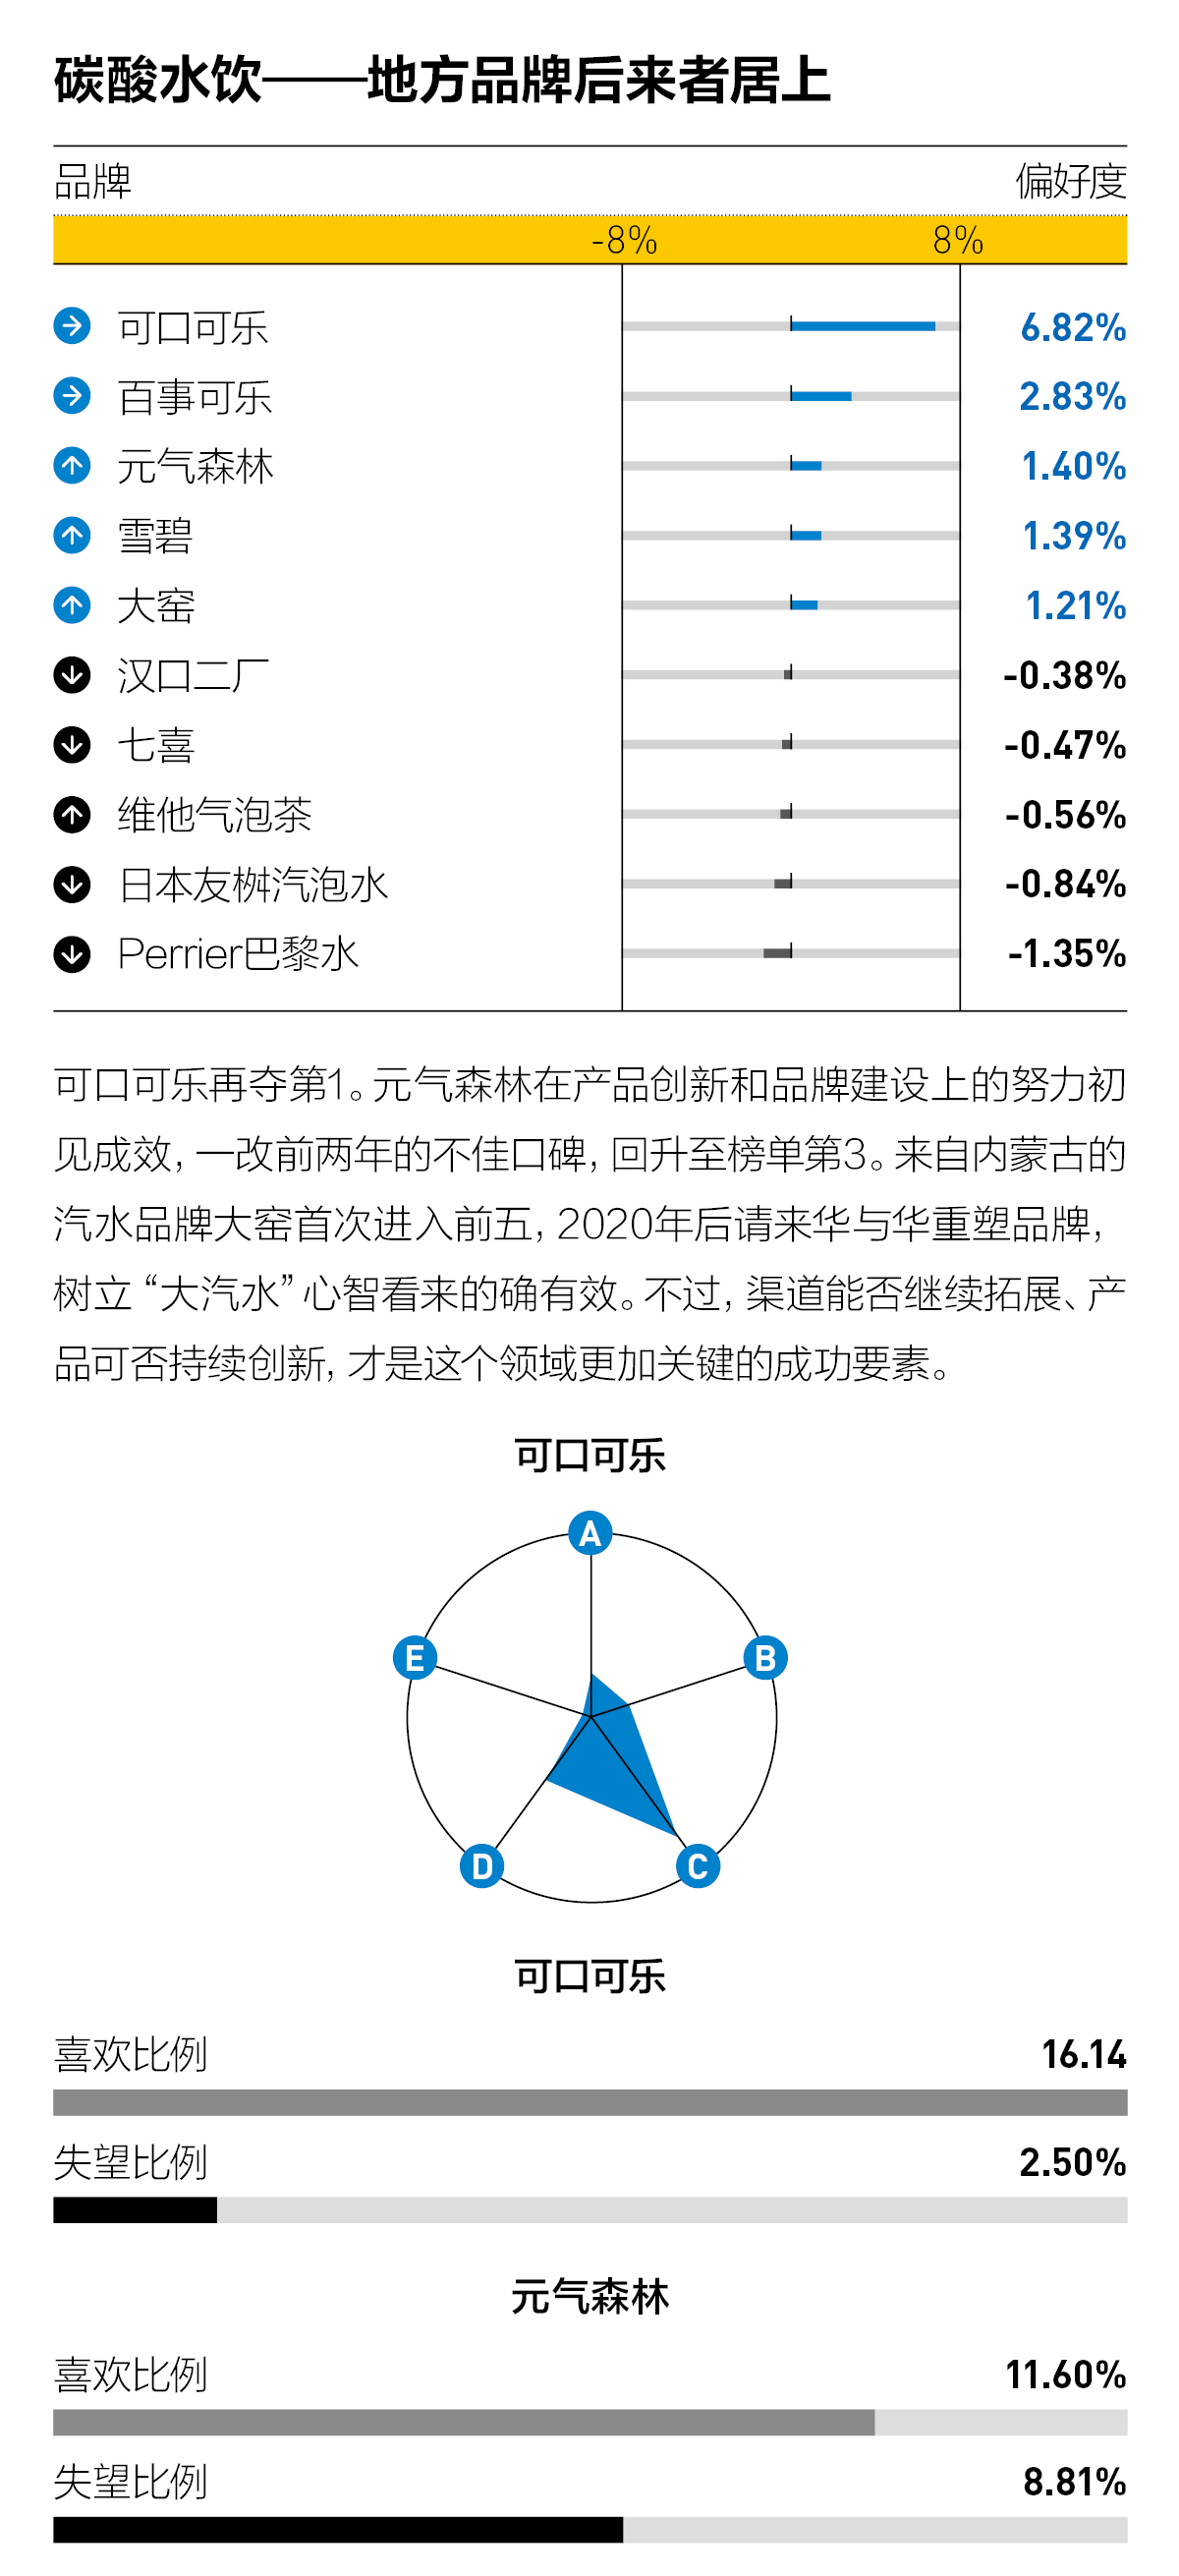 碳酸水饮——地方品牌后来者居上
品牌 偏好度
-8% 8%
可口可乐 6.82%
百事可乐 2.83%
元气森林 1.40%
雪碧 1.39%
大窑 1.21%
汉口二厂 -0.38%
七喜 -0.47%
维他气泡茶 -0.56%
日本友桝汽泡水 -0.84%
Perrier巴黎水 -1.35%
可口可乐再夺第1。元气森林在产品创新和品牌建设上的努力初
见成效，一改前两年的不佳口碑，回升至榜单第3。来自内蒙古的
汽水品牌大窑首次进入前五，2020年后请来华与华重塑品牌，
树立“大汽水”心智看来的确有效。不过，渠道能否继续拓展、产
品可否持续创新，才是这个领域更加关键的成功要素。
可口可乐
A
E B
D C
可口可乐
喜欢比例 16.14
失望比例 2.50%
元气森林
喜欢比例 11.60%
失望比例 8.81%